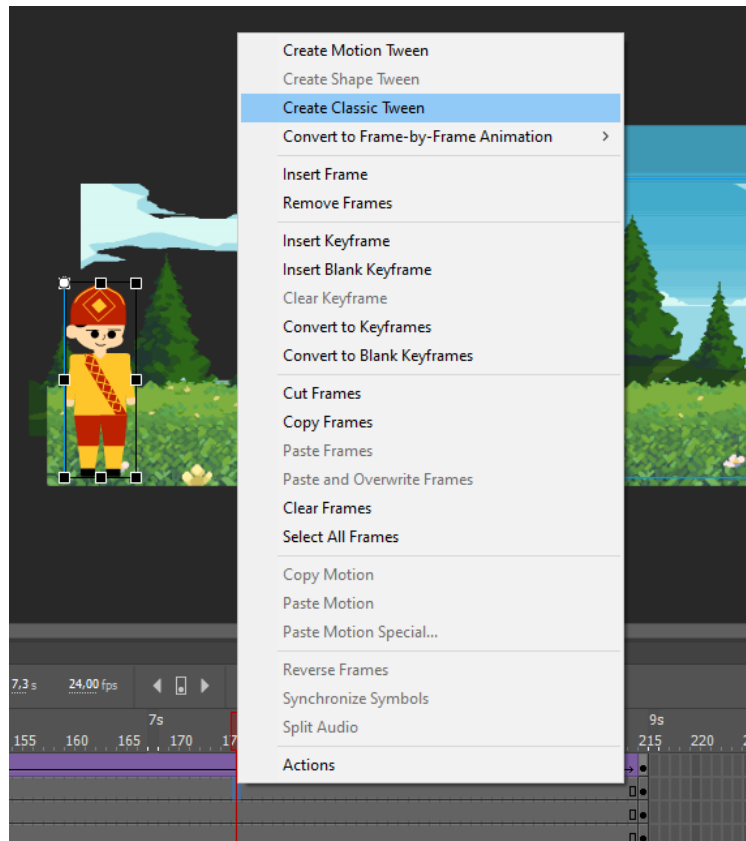 Create Motion Tween
Create Shape Tween
Create Classic Tween
Convert to Frame-by-Frame Animation >
Insert Frame
Remove Frames
Insert Keyframe
Insert Blank Keyframe
Clear Keyframe
Convert to Keyframes
Convert to Blank Keyframes
Cut Frames
Copy Frames
Paste Frames
Paste and Overwrite Frames
Clear Frames
Select All Frames
Copy Motion
Paste Motion
Paste Motion Special...
Reverse Frames
Synchronize Symbols
Split Audio
Actions
7,3 s 24,00 fps
7s 9s
155 160 165 170 215 220